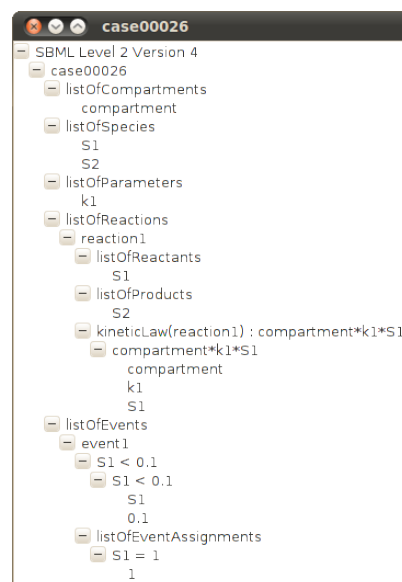 case00026
SBML Level 2 Version 4
case00026
listOfCompartments
compartment
listOfSpecies
S1
S2
listOfParameters
k1
listOfReactions
reaction1
listOfReactants
S1
listOfProducts
S2
kineticLaw(reaction1) : compartment*k1*S1
compartment*k1*S1
compartment
k1
S1
listOfEvents
event1
S1 < 0.1
S1 < 0.1
S1
0.1
listOfEventAssignments
S1 = 1
1